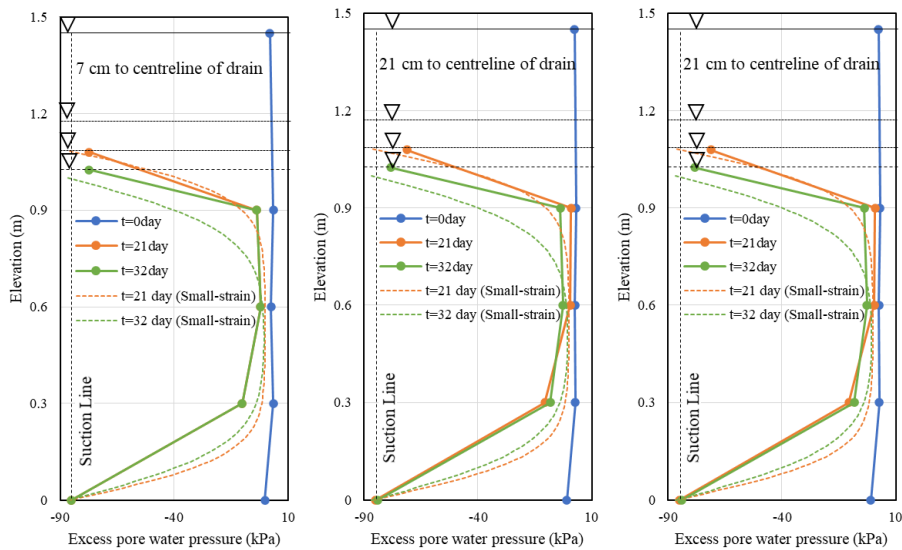 1.5
1.2
0.9
0.6
0.3
0
Elevation (m)
7 cm to centreline of drain
t=0day
t=21day
t=32day
t=21 day (Small-strain)
t=32 day (Small-strain)
Suction Line
-90
-40
10
Excess pore water pressure (kPa)
1.5
1.2
0.9
0.6
0.3
0
Elevation (m)
21 cm to centreline of drain
t=0day
t=21day
t=32day
t=21 day (Small-strain)
t=32 day (Small-strain)
Suction Line
-90
-40
10
Excess pore water pressure (kPa)
1.5
1.2
0.9
0.6
0.3
0
Elevation (m)
21 cm to centreline of drain
t=0day
t=21day
t=32day
t=21 day (Small-strain)
t=32 day (Small-strain)
Suction Line
-90
-40
10
Excess pore water pressure (kPa)